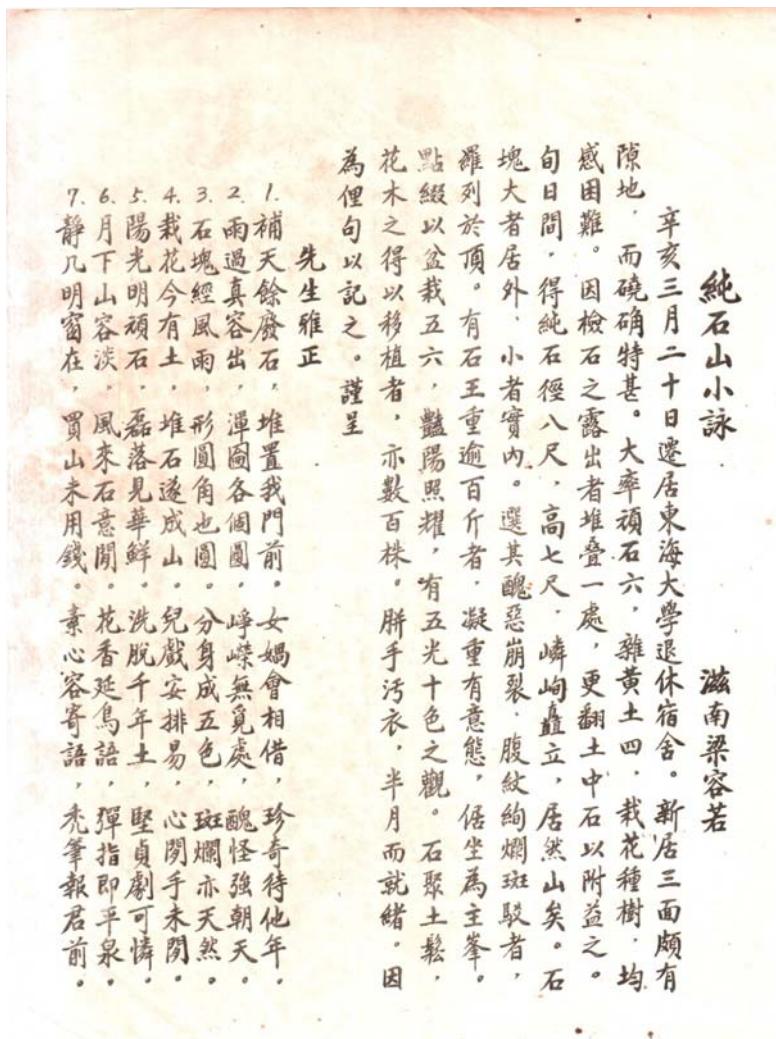 純石山小詠
滋南梁容若
辛亥三月二十日遷居東海大學退休宿舍。新居三面頗有
隙地，而磽确特甚。大率頑石六，雜黃土四，栽花種樹，均
感困難。因檢石之露出者堆叠一處，更翻土中石以附益之。
旬日間，得純石徑八尺，高七尺，嶙峋矗立，居然山矣。石
塊大者居外，小者實內。選其醜惡崩裂，腹紋絢爛斑駁者，
羅列於頂。有石王重逾百斤者，凝重有意態，倨坐為主峯。
點綴以盆栽五六，豔陽照耀，有五光十色之觀。石聚土鬆，
花木之得以移植者，亦數百株。胼手污衣，半月而就緒。因
為俚句以記之。謹呈
先生雅正
1. 補天餘廢石，堆置我門前。女媧會相借，珍奇待他年。
2. 雨過真容出，渾圇各個圓，崢嶸無覓處，醜怪強朝天。
3. 石塊經風雨，形圓角也圓。分身成五色，斑斕亦天然。
4. 栽花今有土，堆石遂成山。兒戲安排易，心閒手未閒。
5. 陽光明頑石，磊落見華鮮。洗脫千年土，堅貞劇可憐。
6. 月下山容淡，風來石意閒。花香延鳥語，彈指即平泉。
7. 靜几明窗在，買山未用錢。素心容寄語，禿筆報君前。